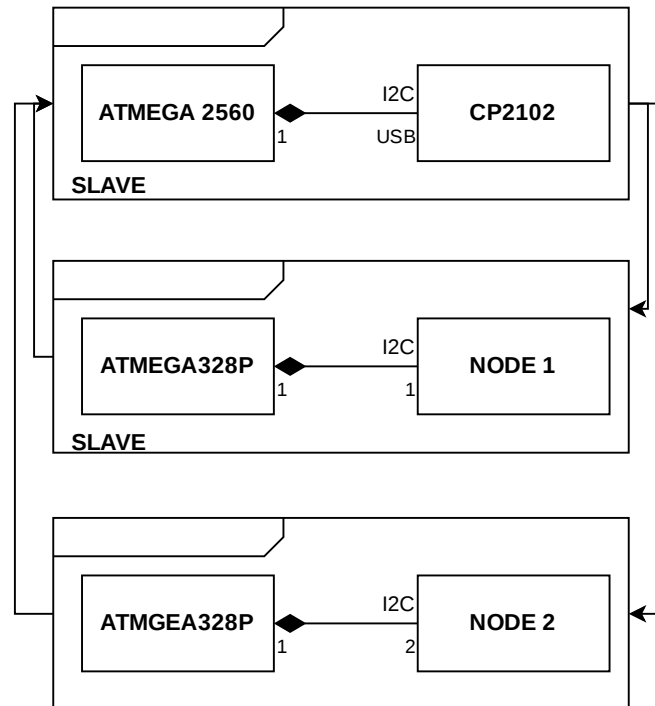 ATMEGA 2560
I2C
CP2102
1
USB
SLAVE
ATMEGA328P
I2C
NODE 1
1
1
SLAVE
ATMGEA328P
I2C
NODE 2
1
2